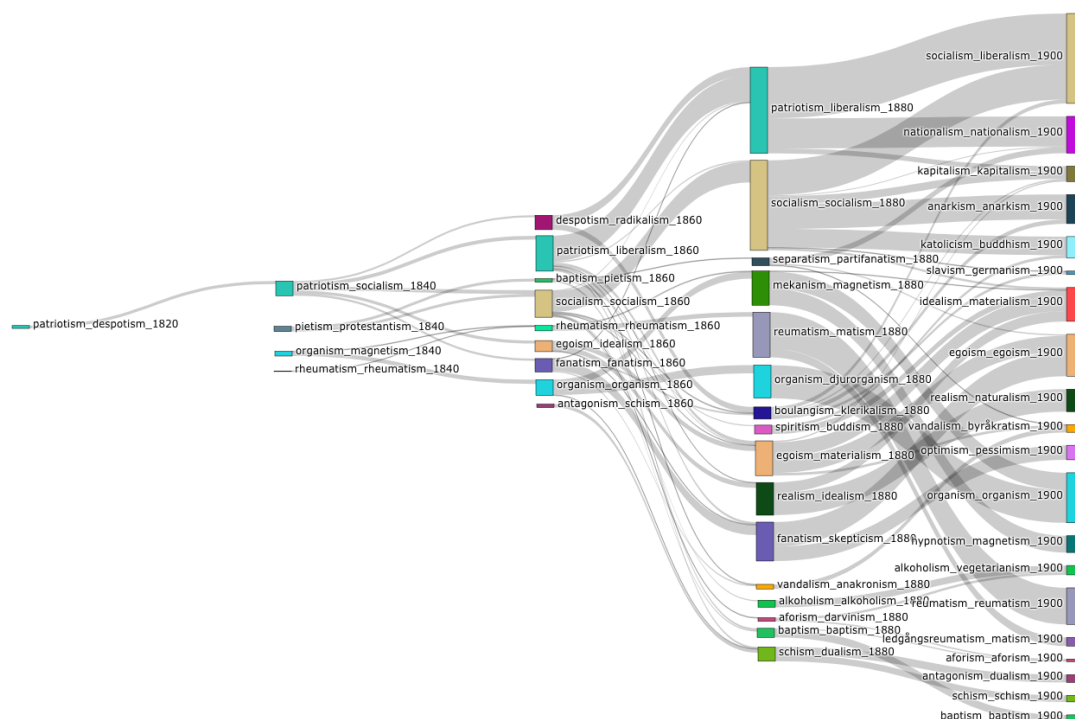 patriotism_despotism_1820
patriotism_socialism_1840
pietism_protestantism_1840
organism_magnetism_1840
rheumatism_rheumatism_1840
despotism_radikalism_1860
patriotism_liberalism_1860
baptism_pietism_1860
socialism_socialism_1860
rheumatism_rheumatism_1860
egoism_idealism_1860
fanatism_fanatism_1860
organism_organism_1860
antagonism_schism_1860
patriotism_liberalism_1880
socialism_socialism_1880
separatism_partifanatism_1880
mekanism_magnetism_1880
reumatism_matism_1880
organism_djurorganism_1880
boulangism_klerikalism_1880
spiritism_buddism_1880
egoism_materialism_1880
realism_idealism_1880
fanatism_skepticism_1880
vandalism_anakronism_1880
alkoholism_alkoholism_1880
aforism_darvinism_1880
baptism_baptism_1880
schism_dualism_1880
socialism_liberalism_1900
nationalism_nationalism_1900
kapitalism_kapitalism_1900
anarkism_anarkism_1900
katolicism_buddhism_1900
slavism_germanism_1900
idealism_materialism_1900
egoism_egoism_1900
realism_naturalism_1900
vandalism_byråkratism_1900
optimism_pessimism_1900
organism_organism_1900
hypnotism_magnetism_1900
alkoholism_vegetarianism_1900
reumatism_reumatism_1900
ledgångsreumatism_matism_1900
aforism_aforism_1900
antagonism_dualism_1900
schism_schism_1900
baptism_baptism_1900